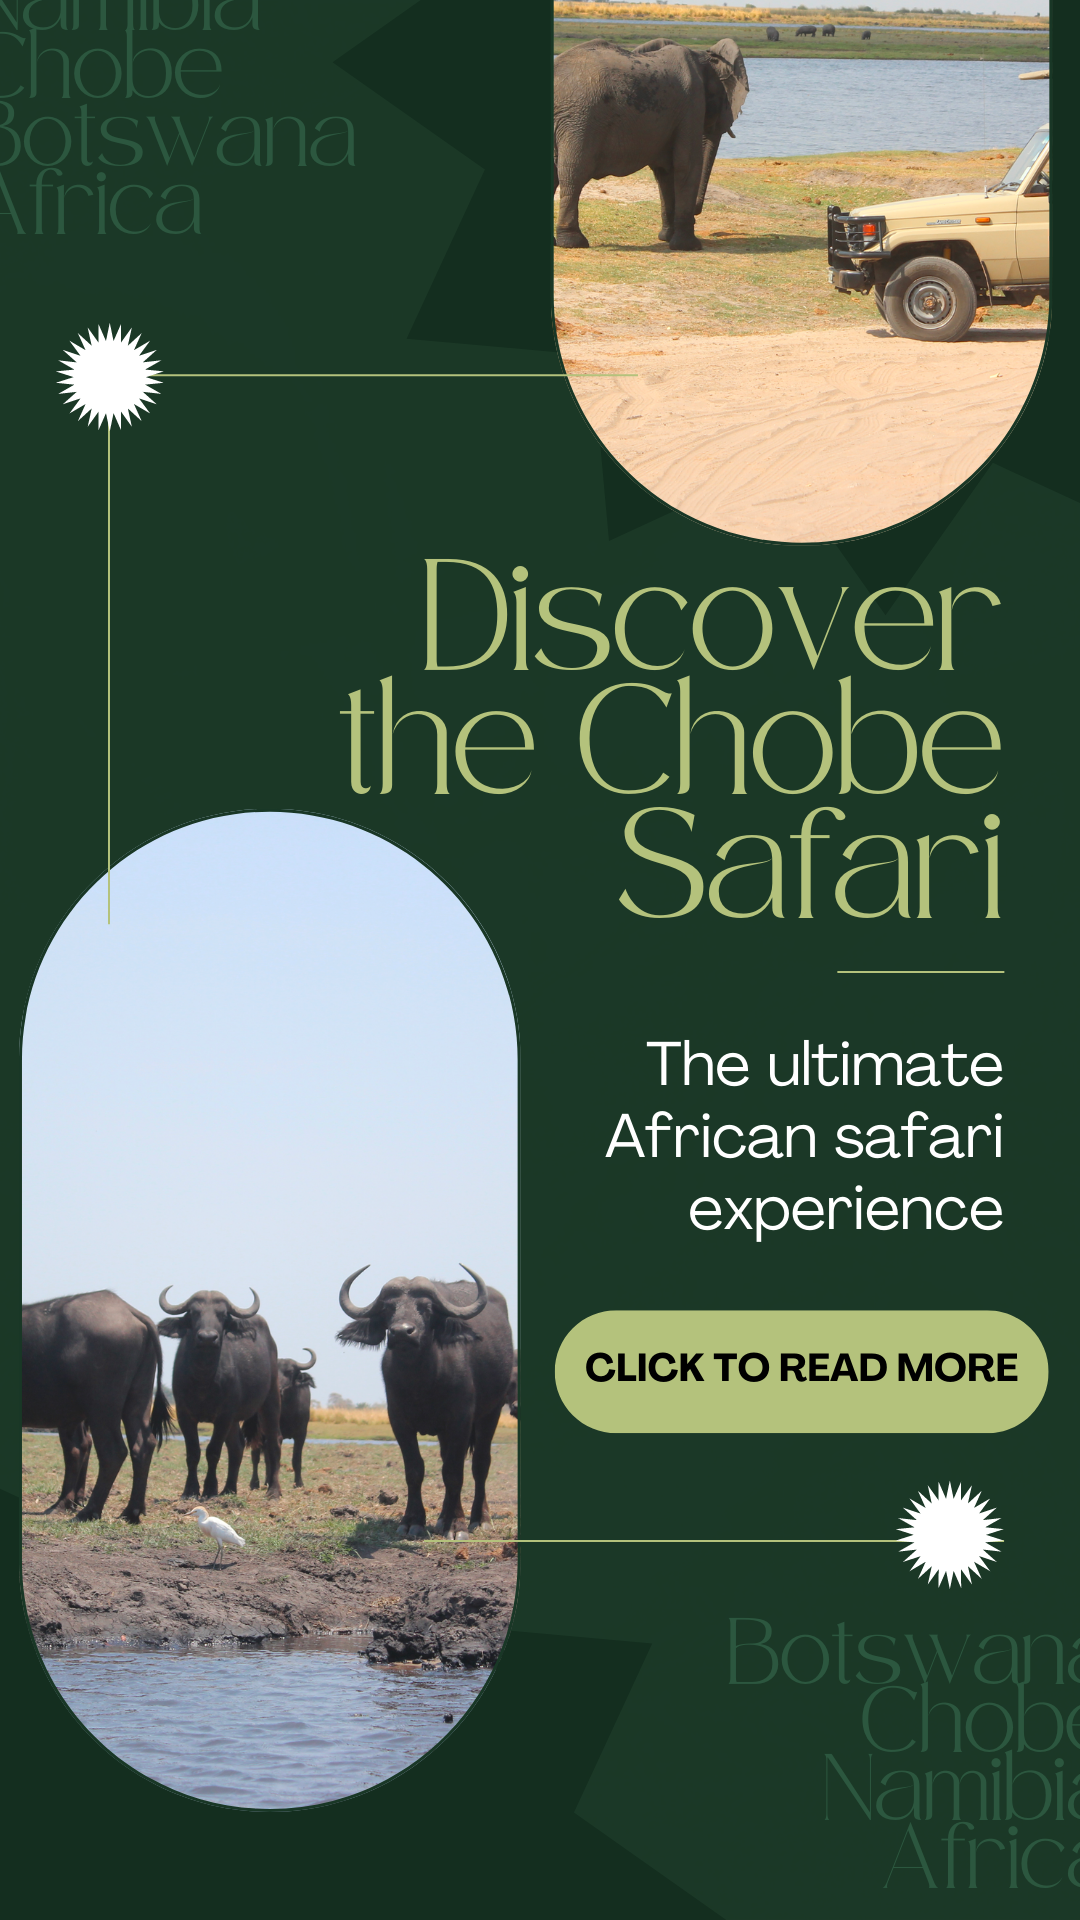 Namibia
Chobe
Botswana
Africa
Discover
the Chobe
Safari
The ultimate
African safari
experience
CLICK TO READ MORE
Botswana
Chobe
Namibia
Africa